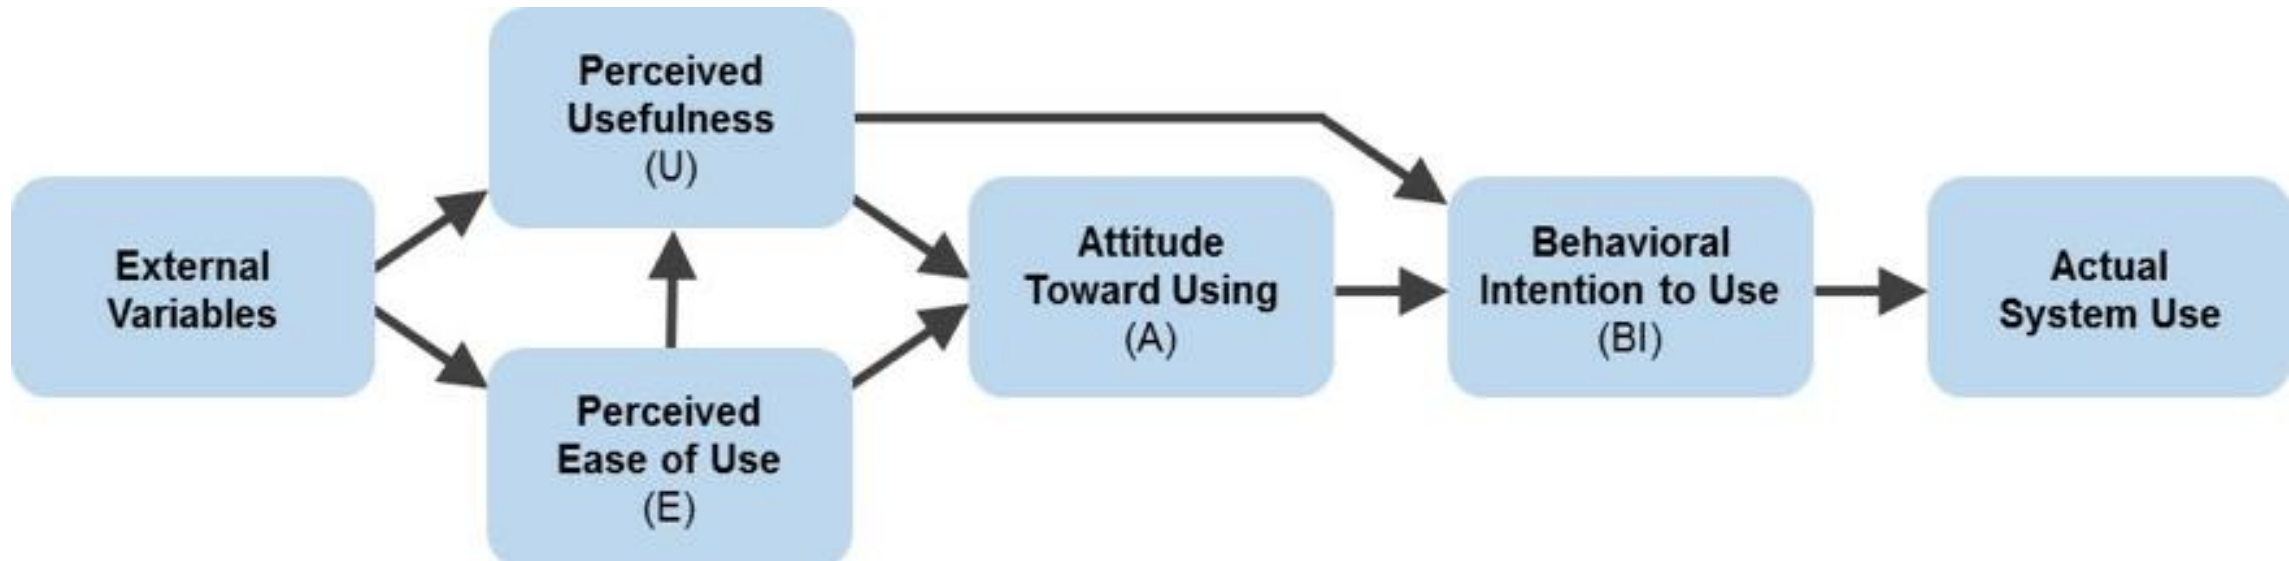 External
Variables
Perceived
Usefulness
(U)
Perceived
Ease of Use
(E)
Attitude
Toward Using
(A)
Behavioral
Intention to Use
(BI)
Actual
System Use